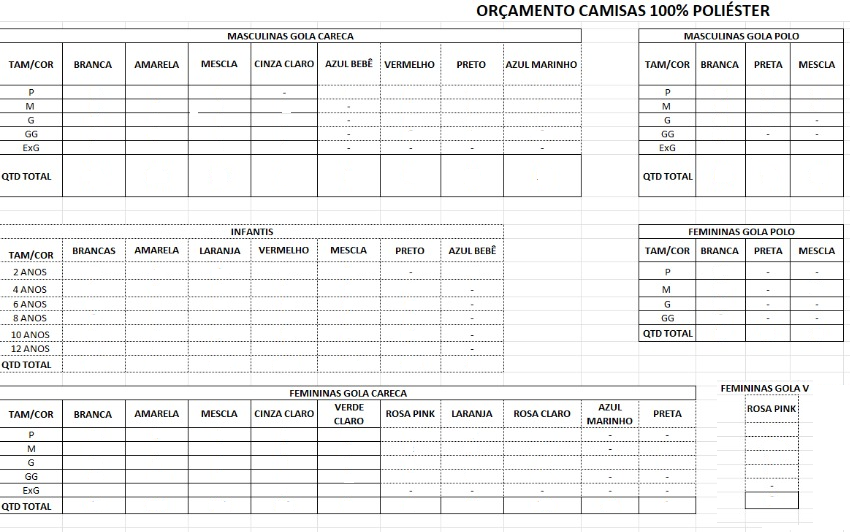 ORÇAMENTO CAMISAS 100% POLIÉSTER
MASCULINAS GOLA CARECA
TAM/COR BRANCA AMARELA MESCLA CINZA CLARO AZUL BEBÊ VERMELHO PRETO AZUL MARINHO
P -
M -
G -
GG -
ExG - - - -
QTD TOTAL
MASCULINAS GOLA POLO
TAM/COR BRANCA PRETA MESCLA
P
M
G -
GG - -
ExG
QTD TOTAL
INFANTIS
TAM/COR BRANCAS AMARELA LARANJA VERMELHO MESCLA PRETO AZUL BEBÊ
2 ANOS -
4 ANOS -
6 ANOS -
8 ANOS -
10 ANOS -
12 ANOS -
QTD TOTAL
FEMININAS GOLA POLO
TAM/COR BRANCA PRETA MESCLA
P - -
M -
G - -
GG - -
QTD TOTAL
FEMININAS GOLA CARECA
TAM/COR BRANCA AMARELA MESCLA CINZA CLARO VERDE CLARO ROSA PINK LARANJA ROSA CLARO AZUL MARINHO PRETA
P - -
M -
G
GG - -
ExG - - - - -
QTD TOTAL
FEMININAS GOLA V
ROSA PINK
-